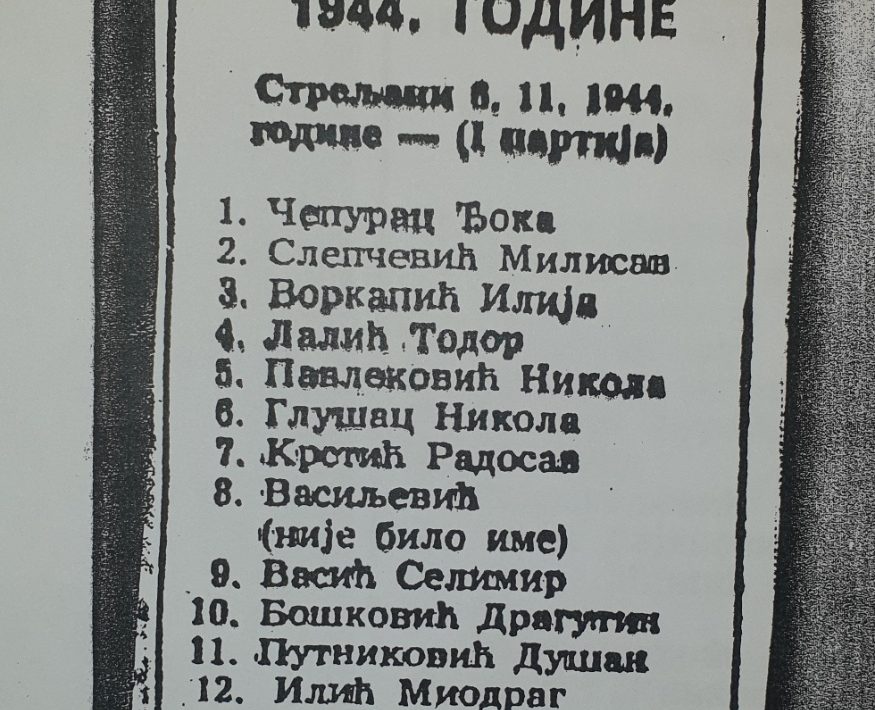 1944. ГОДИНЕ
Стрељани 6. 11. 1944.
године — (I партија)
1. Чепурац Ђока
2. Слепчевић Милисав
3. Воркапић Илија
4. Лалић Тодор
5. Павлековић Никола
6. Глушац Никола
7. Крстић Радосав
8. Васиљевић
(није било име)
9. Васић Селимир
10. Бошковић Драгутин
11. Путниковић Душан
12. Илић Миодраг